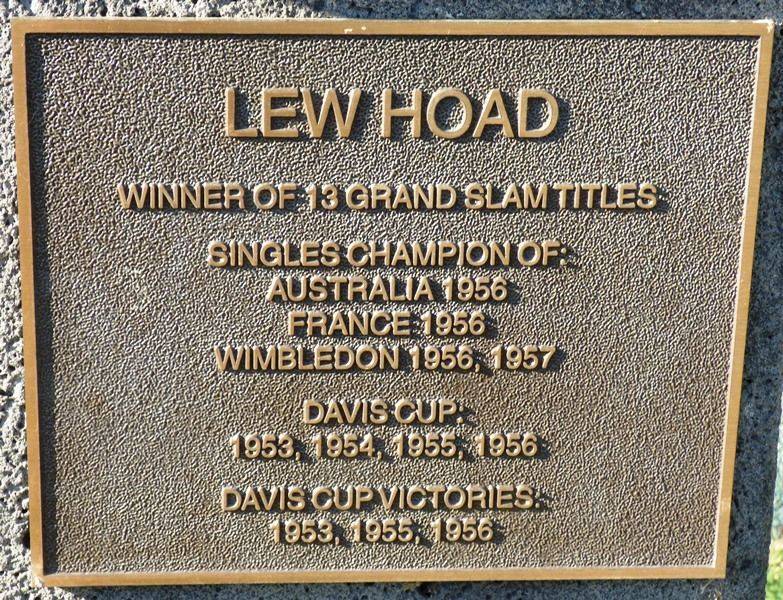 LEW HOAD
WINNER OF 13 GRAND SLAM TITLES
SINGLES CHAMPION OF:
AUSTRALIA 1956
FRANCE 1956
WIMBLEDON 1956, 1957
DAVIS CUP:
1953, 1954, 1955, 1956
DAVIS CUP VICTORIES:
1953, 1955, 1956